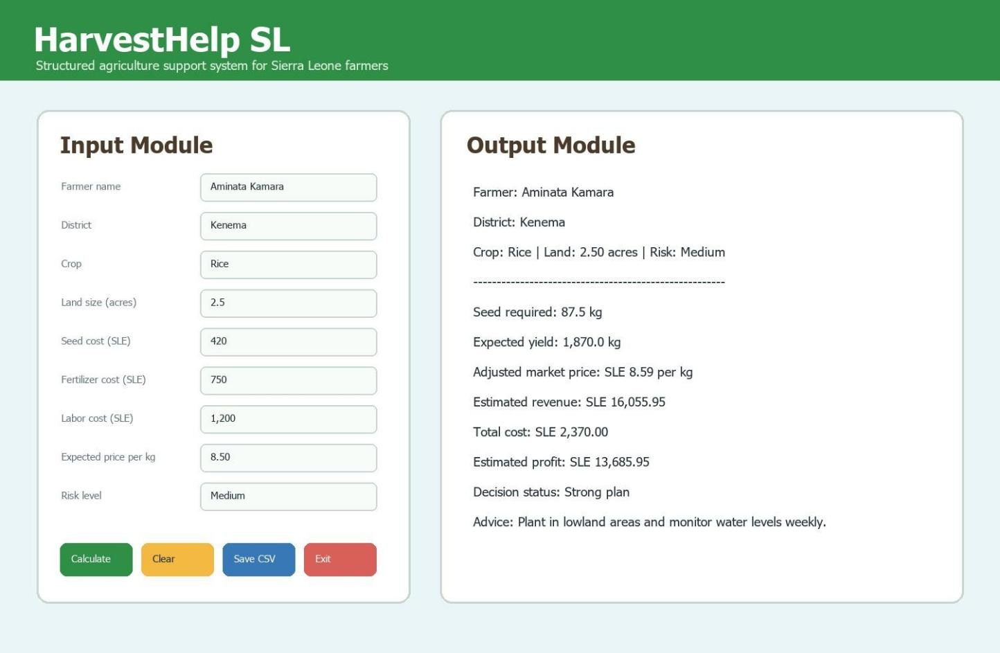 HarvestHelp SL
Structured agriculture support system for Sierra Leone farmers
Input Module
Farmer name Aminata Kamara
District Kenema
Crop Rice
Land size (acres) 2.5
Seed cost (SLE) 420
Fertilizer cost (SLE) 750
Labor cost (SLE) 1,200
Expected price per kg 8.50
Risk level Medium
Calculate Clear Save CSV Exit
Output Module
Farmer: Aminata Kamara
District: Kenema
Crop: Rice | Land: 2.50 acres | Risk: Medium
------------------------------------------------------
Seed required: 87.5 kg
Expected yield: 1,870.0 kg
Adjusted market price: SLE 8.59 per kg
Estimated revenue: SLE 16,055.95
Total cost: SLE 2,370.00
Estimated profit: SLE 13,685.95
Decision status: Strong plan
Advice: Plant in lowland areas and monitor water levels weekly.